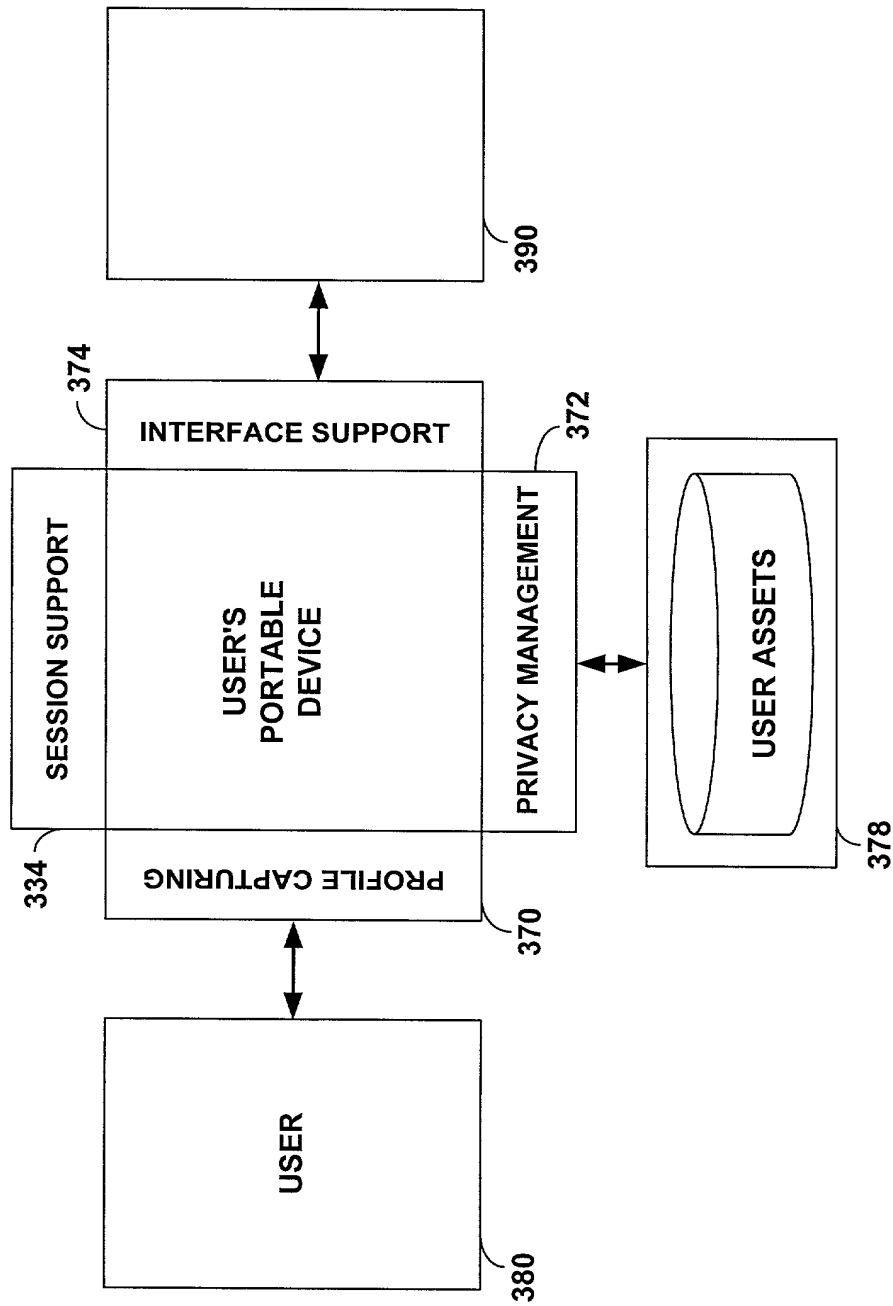 SESSION SUPPORT
334
374
PROFILE CAPTURING
USER'S
PORTABLE
DEVICE
INTERFACE SUPPORT
USER
380
370
390
PRIVACY MANAGEMENT
372
USER ASSETS
378